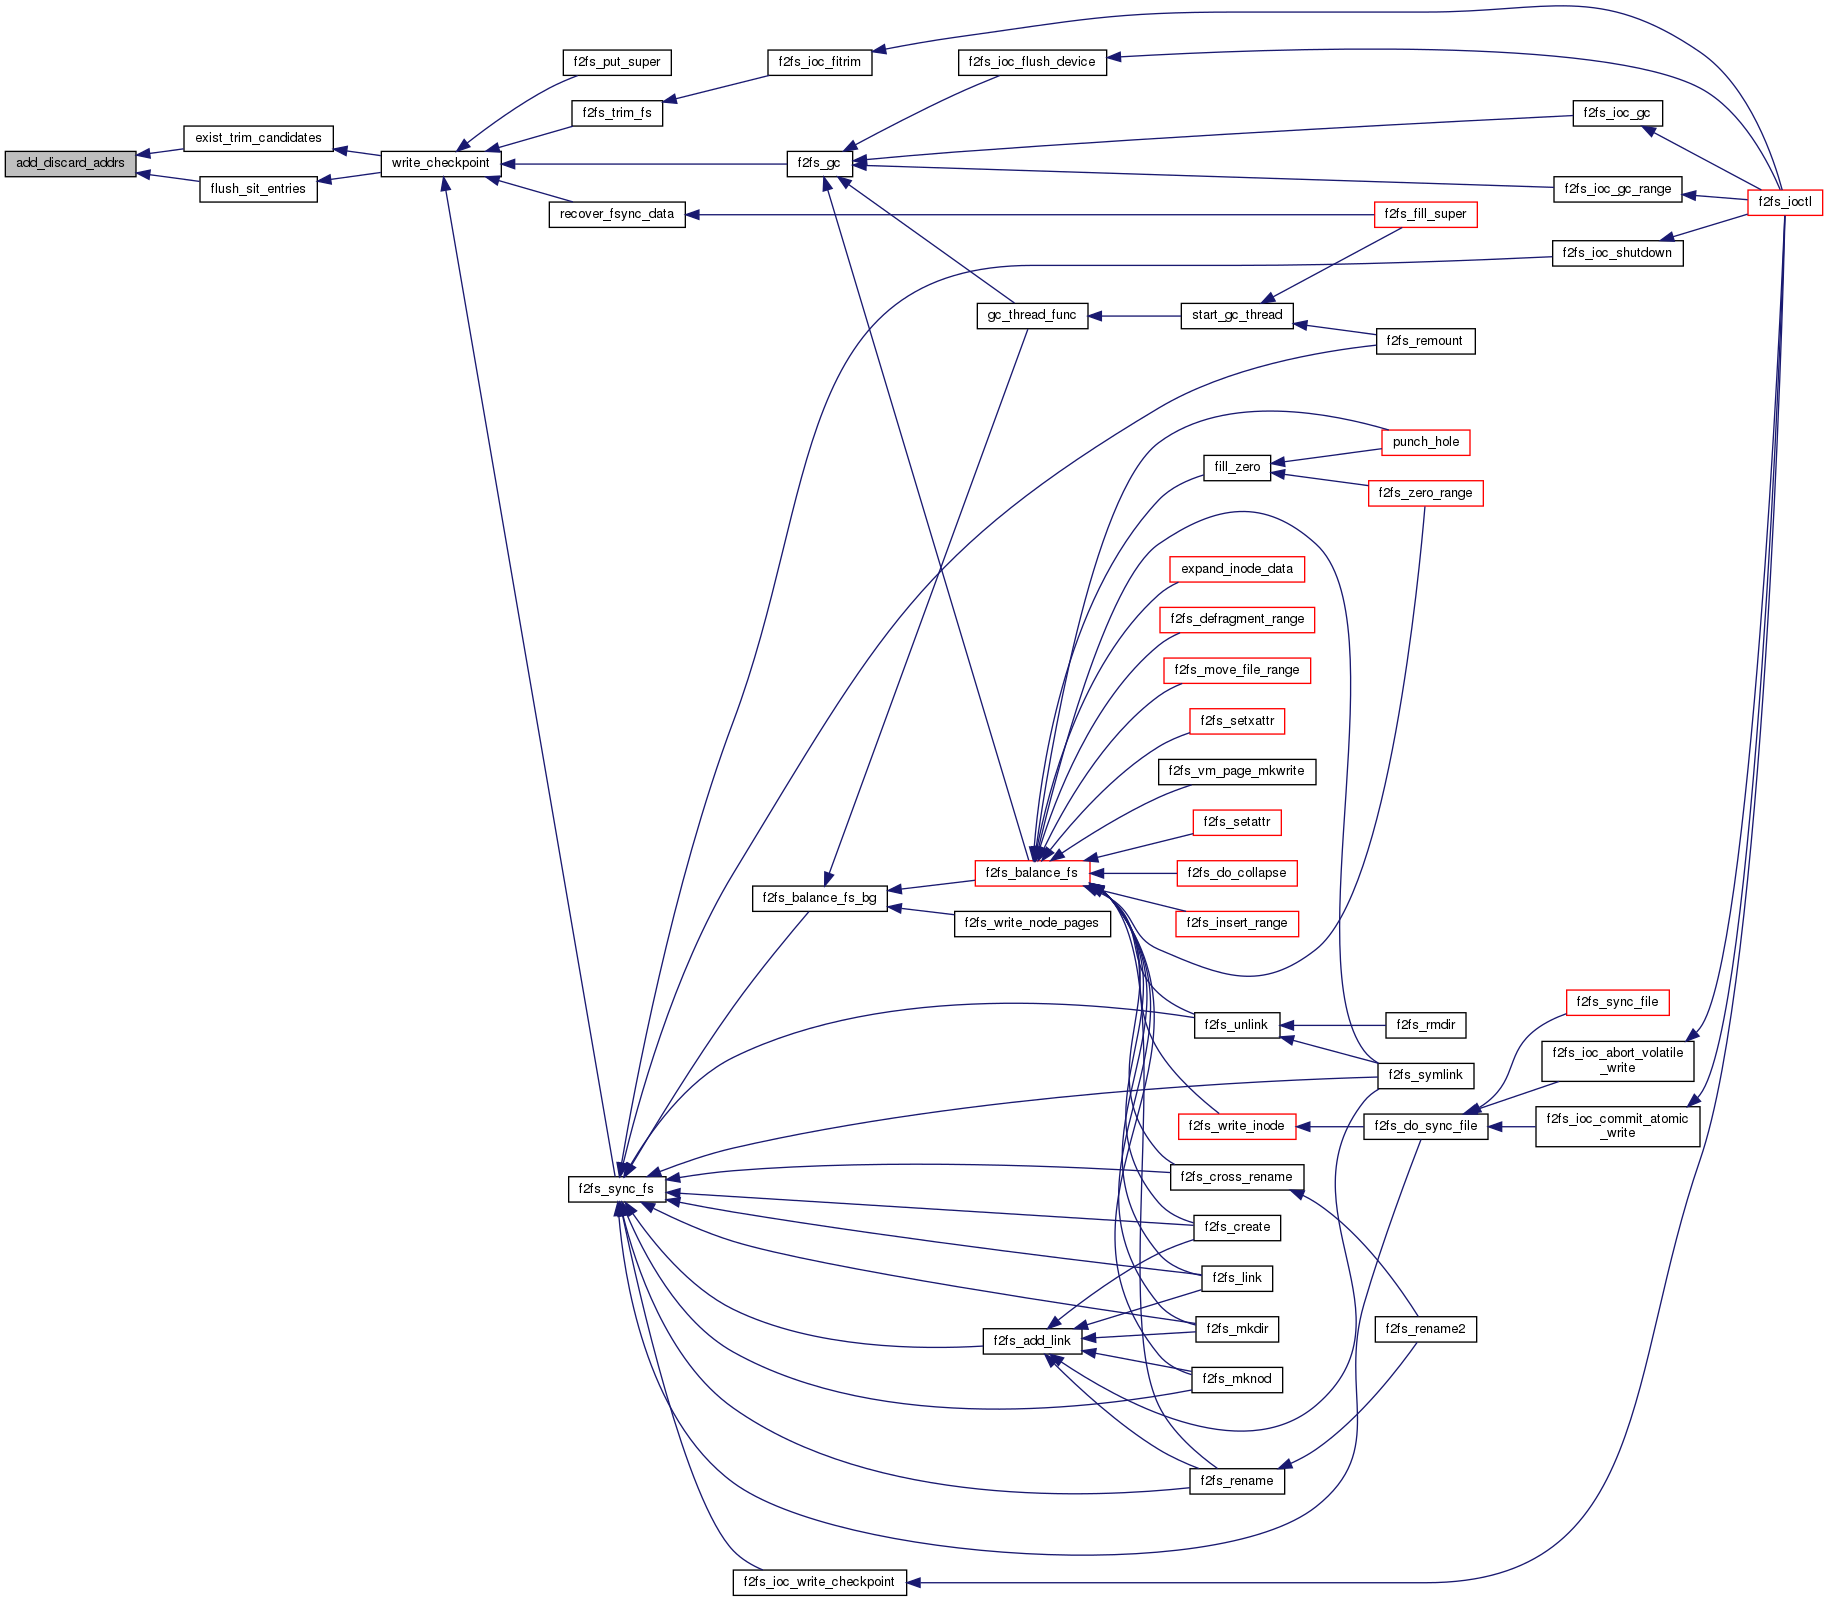 f2fs_put_super
f2fs_ioc_fitrim
f2fs_ioc_flush_device
f2fs_trim_fs
f2fs_ioc_gc
exist_trim_candidates
add_discard_addrs
write_checkpoint
f2fs_gc
flush_sit_entries
f2fs_ioc_gc_range
f2fs_ioctl
recover_fsync_data
f2fs_fill_super
f2fs_ioc_shutdown
gc_thread_func
start_gc_thread
f2fs_remount
punch_hole
fill_zero
f2fs_zero_range
expand_inode_data
f2fs_defragment_range
f2fs_move_file_range
f2fs_setxattr
f2fs_vm_page_mkwrite
f2fs_setattr
f2fs_balance_fs
f2fs_do_collapse
f2fs_balance_fs_bg
f2fs_write_node_pages
f2fs_insert_range
f2fs_sync_file
f2fs_unlink
f2fs_rmdir
f2fs_ioc_abort_volatile
_write
f2fs_symlink
f2fs_write_inode
f2fs_do_sync_file
f2fs_ioc_commit_atomic
_write
f2fs_sync_fs
f2fs_cross_rename
f2fs_create
f2fs_link
f2fs_add_link
f2fs_mkdir
f2fs_rename2
f2fs_mknod
f2fs_rename
f2fs_ioc_write_checkpoint